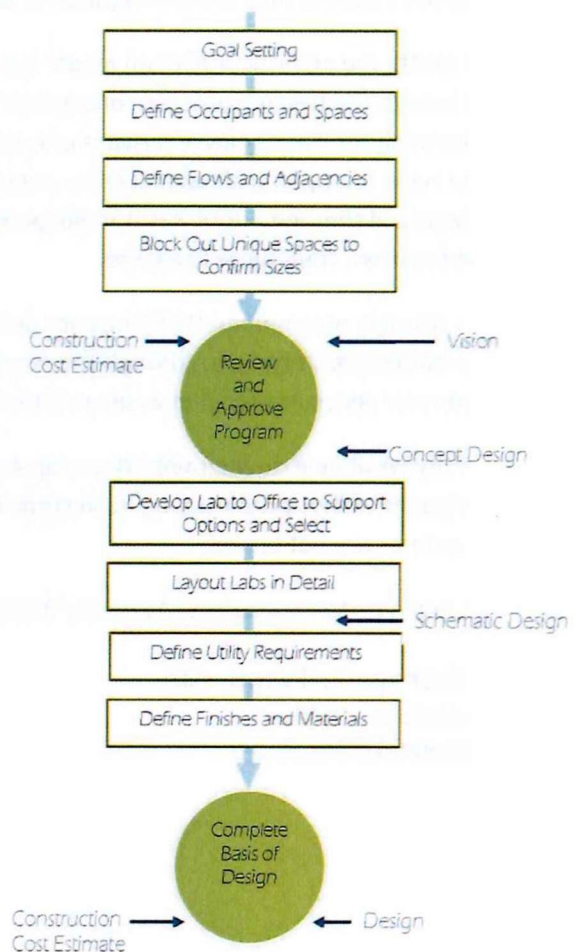 Goal Setting
Define Occupants and Spaces
Define Flows and Adjacencies
Block Out Unique Spaces to
Confirm Sizes
Construction
Cost Estimate
Vision
Review
and
Approve
Program
Concept Design
Develop Lab to Office to Support
Options and Select
Layout Labs in Detail
Schematic Design
Define Utility Requirements
Define Finishes and Materials
Complete
Basis of
Design
Construction
Cost Estimate
Design